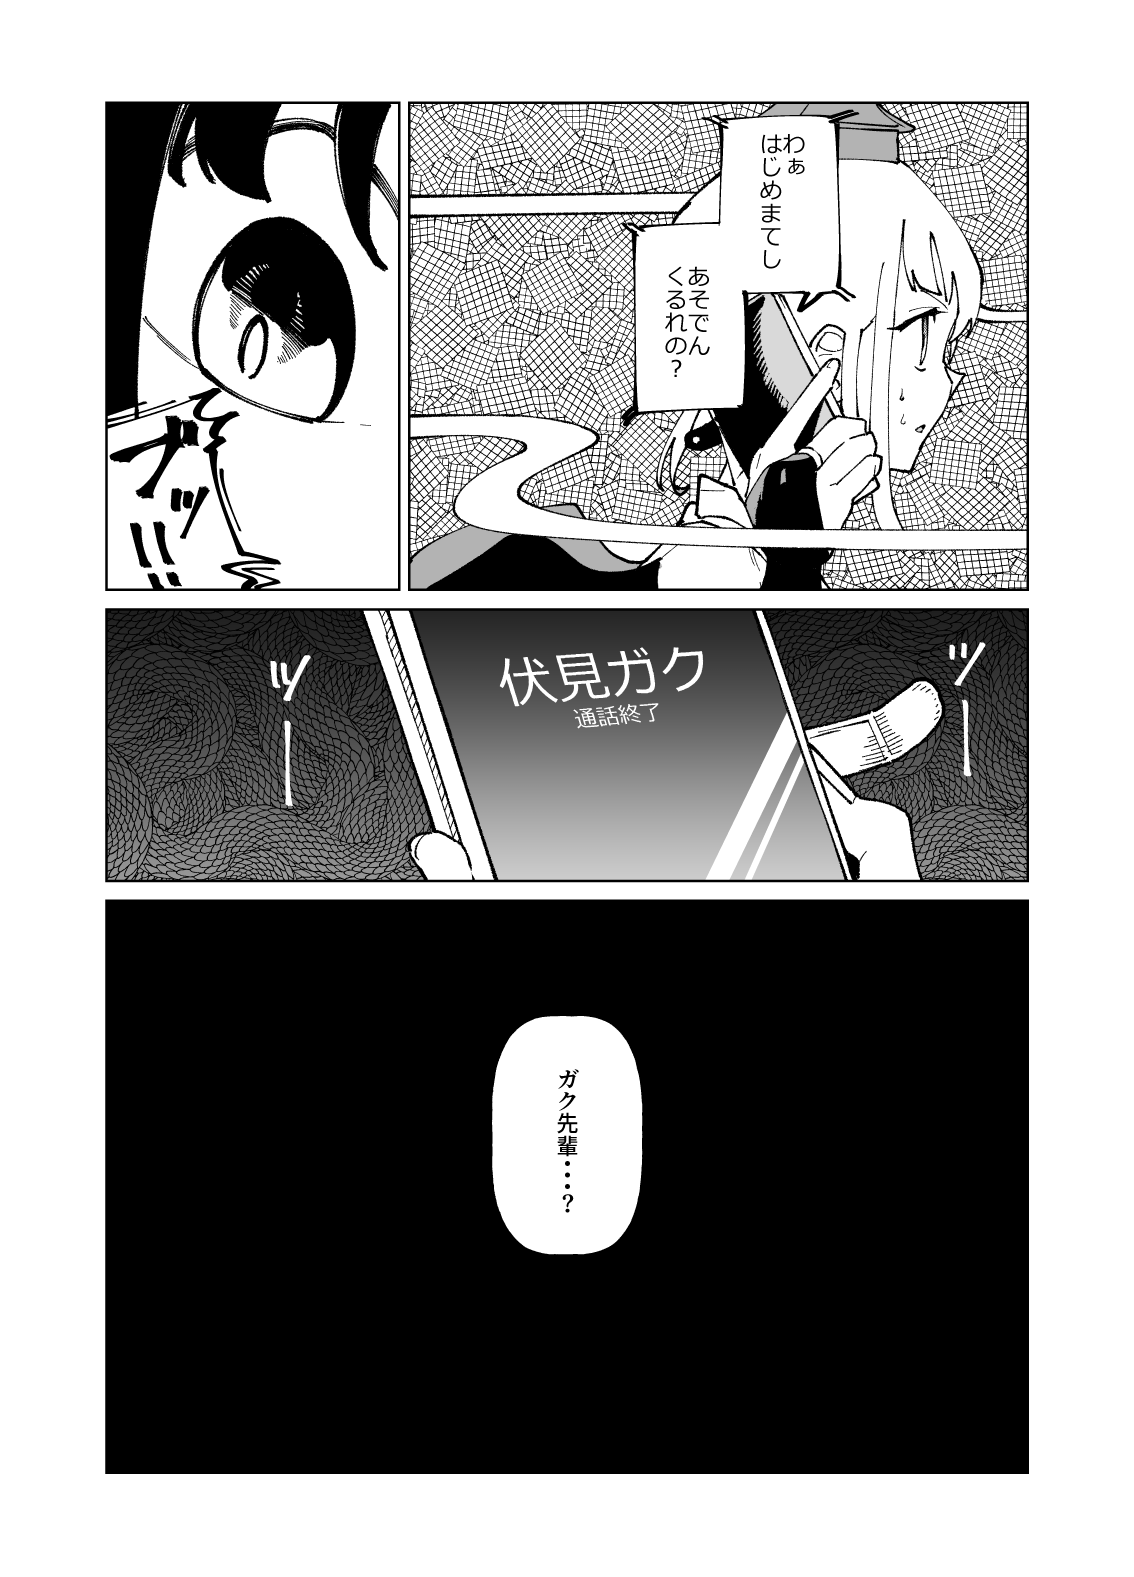 わぁ
はじめまてし
あそでん
くるれの?
ブツ
ツー
伏見ガク
通話終了
ツー
ガク先輩・・・?